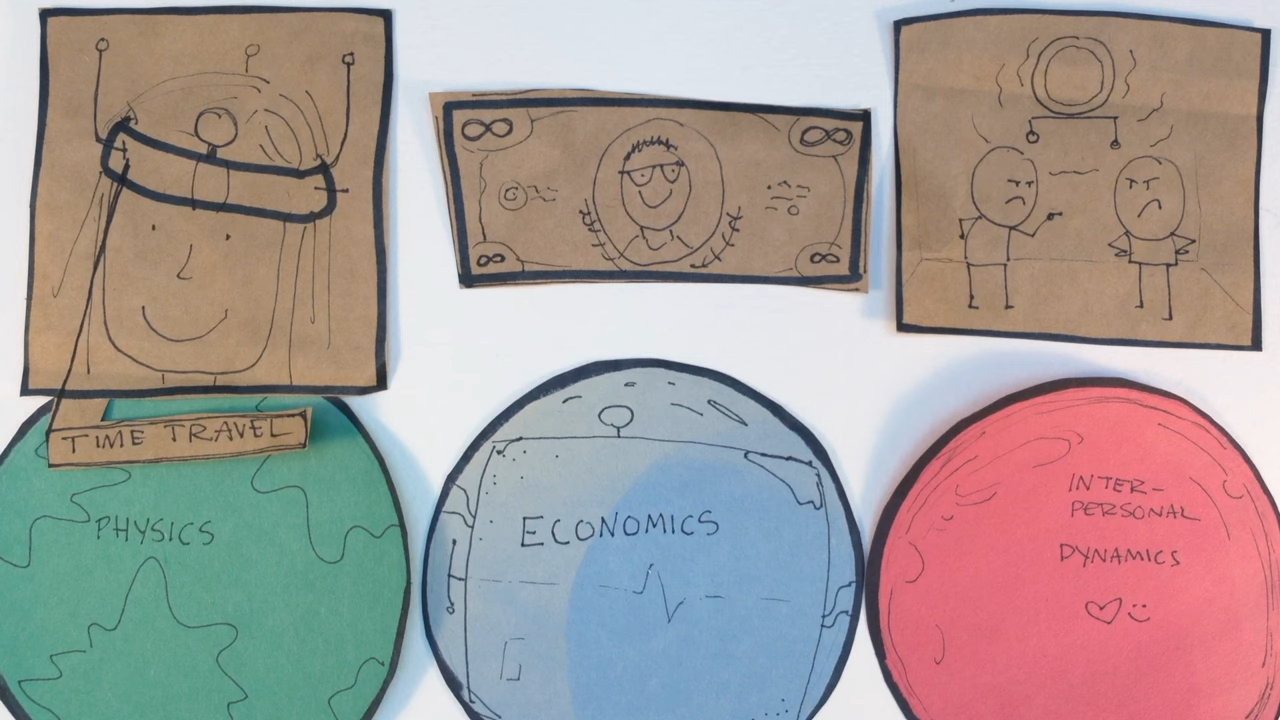 ∞ ∞
©
∞ ∞
TIME TRAVEL
PHYSICS
ECONOMICS
INTER-
PERSONAL
DYNAMICS